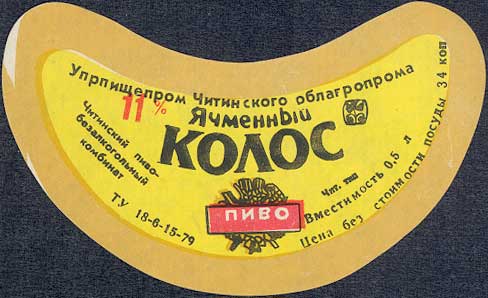 Упрпищепром Читинского облагропрома
11%
Ячменный
КОЛОС
Читинский пиво-
безалкогольный
комбинат
ТУ 18-6-15-79
ПИВО
Чит. тип
Вместимость 0,5 л
Цена без стоимости посуды 34 коп